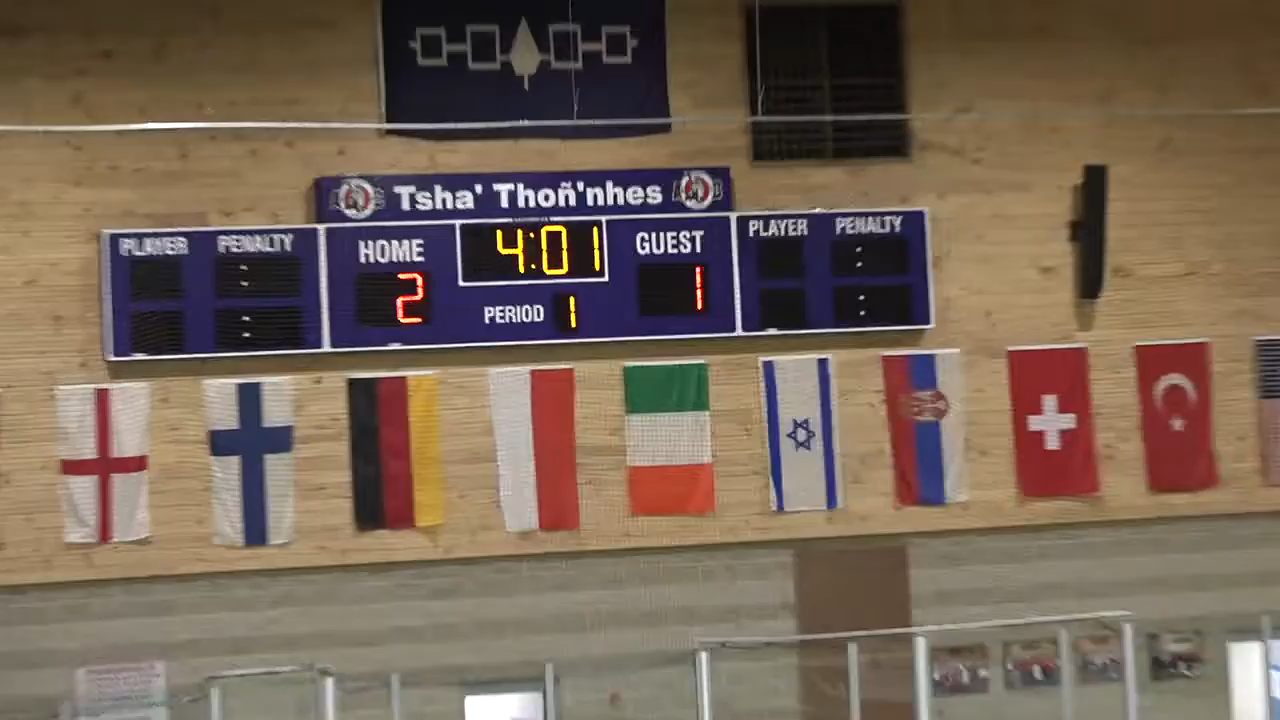 Tsha' Thoñ'nhes
PLAYER PENALTY
HOME
4:01
GUEST
PLAYER PENALTY
2
1
PERIOD 1